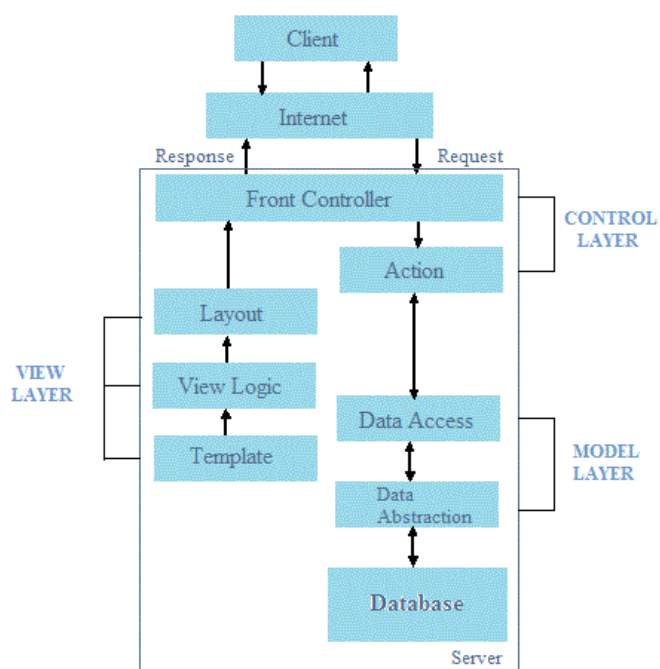 Client
Internet
Response
Request
Front Controller
CONTROL
LAYER
Action
Layout
VIEW
LAYER
View Logic
Data Access
Template
MODEL
LAYER
Data
Abstraction
Database
Server